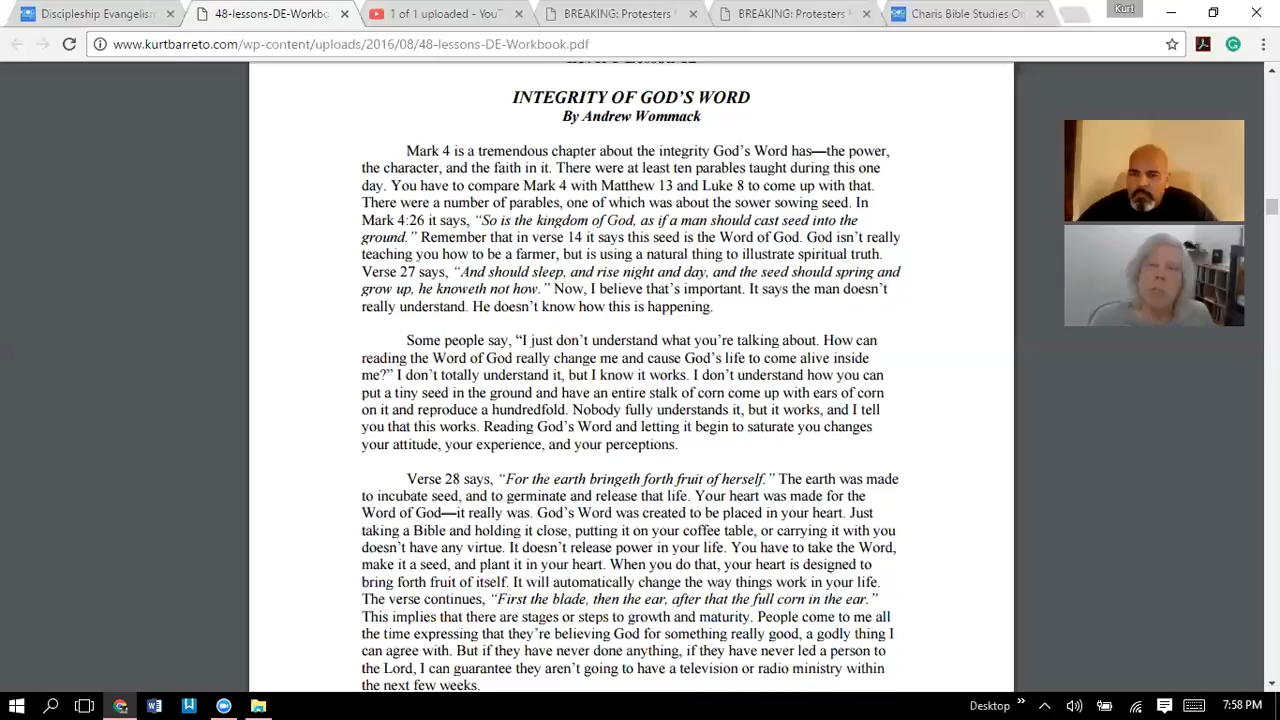 Discipleship Evangelis
48-lessons-DE-Workbo
1 of 1 uploaded - You
BREAKING: Protesters
BREAKING: Protesters
Charis Bible Studies O
Kurt
www.kurtbarreto.com/wp-content/uploads/2016/08/48-lessons-DE-Workbook.pdf
INTEGRITY OF GOD'S WORD
By Andrew Wommack
Mark 4 is a tremendous chapter about the integrity God's Word has—the power,
the character, and the faith in it. There were at least ten parables taught during this one
day. You have to compare Mark 4 with Matthew 13 and Luke 8 to come up with that.
There were a number of parables, one of which was about the sower sowing seed. In
Mark 4:26 it says, “So is the kingdom of God, as if a man should cast seed into the
ground.” Remember that in verse 14 it says this seed is the Word of God. God isn't really
teaching you how to be a farmer, but is using a natural thing to illustrate spiritual truth.
Verse 27 says, “And should sleep, and rise night and day, and the seed should spring and
grow up, he knoweth not how.” Now, I believe that's important. It says the man doesn't
really understand. He doesn't know how this is happening.
Some people say, “I just don't understand what you're talking about. How can
reading the Word of God really change me and cause God's life to come alive inside
me?” I don't totally understand it, but I know it works. I don't understand how you can
put a tiny seed in the ground and have an entire stalk of corn come up with ears of corn
on it and reproduce a hundredfold. Nobody fully understands it, but it works, and I tell
you that this works. Reading God's Word and letting it begin to saturate you changes
your attitude, your experience, and your perceptions.
Verse 28 says, “For the earth bringeth forth fruit of herself.” The earth was made
to incubate seed, and to germinate and release that life. Your heart was made for the
Word of God—it really was. God's Word was created to be placed in your heart. Just
taking a Bible and holding it close, putting it on your coffee table, or carrying it with you
doesn't have any virtue. It doesn't release power in your life. You have to take the Word,
make it a seed, and plant it in your heart. When you do that, your heart is designed to
bring forth fruit of itself. It will automatically change the way things work in your life.
The verse continues, “First the blade, then the ear, after that the full corn in the ear.”
This implies that there are stages or steps to growth and maturity. People come to me all
the time expressing that they're believing God for something really good, a godly thing I
can agree with. But if they have never done anything, if they have never led a person to
the Lord, I can guarantee they aren't going to have a television or radio ministry within
the next few weeks.
Desktop
7:58 PM